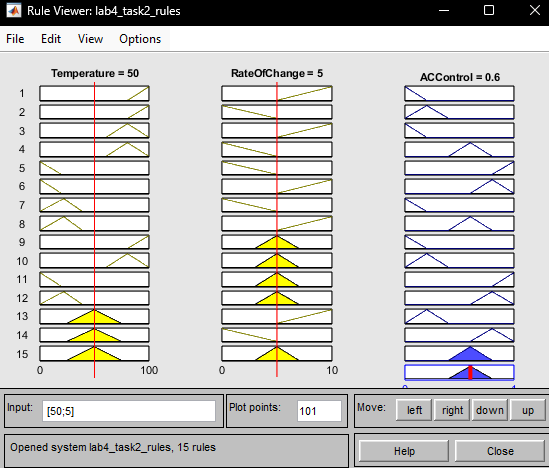 Rule Viewer: lab4_task2_rules
File Edit View Options
Temperature = 50 RateOfChange = 5 ACControl = 0.6
1
2
3
4
5
6
7
8
9
10
11
12
13
14
15
0 100 0 10
0 1
Input: [50;5] Plot points: 101 Move: left right down up
Opened system lab4_task2_rules, 15 rules Help Close